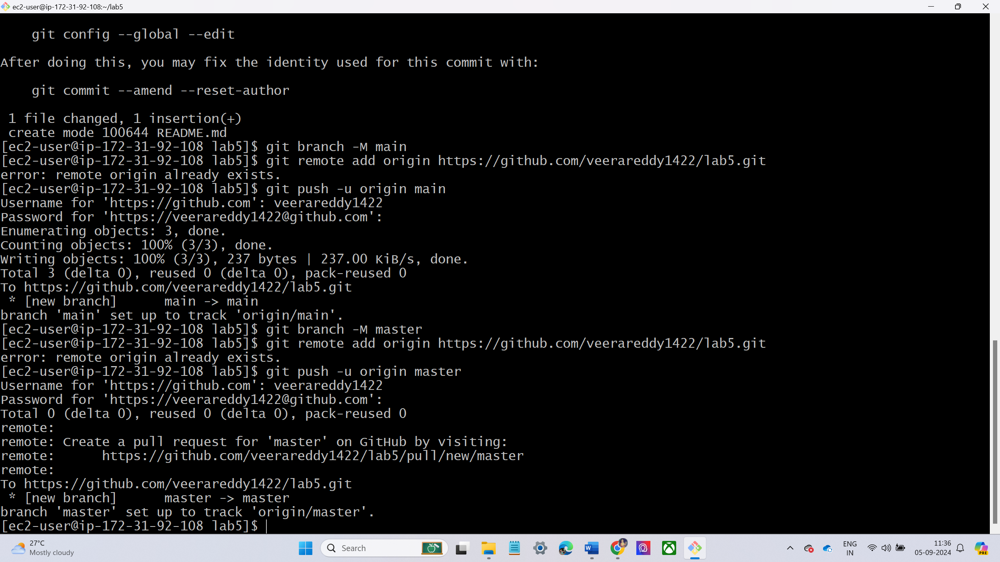 ec2-user@ip-172-31-92-108:~/lab5
    git config --global --edit
After doing this, you may fix the identity used for this commit with:
    git commit --amend --reset-author
 1 file changed, 1 insertion(+)
 create mode 100644 README.md
[ec2-user@ip-172-31-92-108 lab5]$ git branch -M main
[ec2-user@ip-172-31-92-108 lab5]$ git remote add origin https://github.com/veerareddy1422/lab5.git
error: remote origin already exists.
[ec2-user@ip-172-31-92-108 lab5]$ git push -u origin main
Username for 'https://github.com': veerareddy1422
Password for 'https://veerareddy1422@github.com':
Enumerating objects: 3, done.
Counting objects: 100% (3/3), done.
Writing objects: 100% (3/3), 237 bytes | 237.00 KiB/s, done.
Total 3 (delta 0), reused 0 (delta 0), pack-reused 0
To https://github.com/veerareddy1422/lab5.git
 * [new branch]      main -> main
branch 'main' set up to track 'origin/main'.
[ec2-user@ip-172-31-92-108 lab5]$ git branch -M master
[ec2-user@ip-172-31-92-108 lab5]$ git remote add origin https://github.com/veerareddy1422/lab5.git
error: remote origin already exists.
[ec2-user@ip-172-31-92-108 lab5]$ git push -u origin master
Username for 'https://github.com': veerareddy1422
Password for 'https://veerareddy1422@github.com':
Total 0 (delta 0), reused 0 (delta 0), pack-reused 0
remote:
remote: Create a pull request for 'master' on GitHub by visiting:
remote:      https://github.com/veerareddy1422/lab5/pull/new/master
remote:
To https://github.com/veerareddy1422/lab5.git
 * [new branch]      master -> master
branch 'master' set up to track 'origin/master'.
[ec2-user@ip-172-31-92-108 lab5]$
27°C
Mostly cloudy
Search
W
ENG
IN
11:36
05-09-2024
PRE